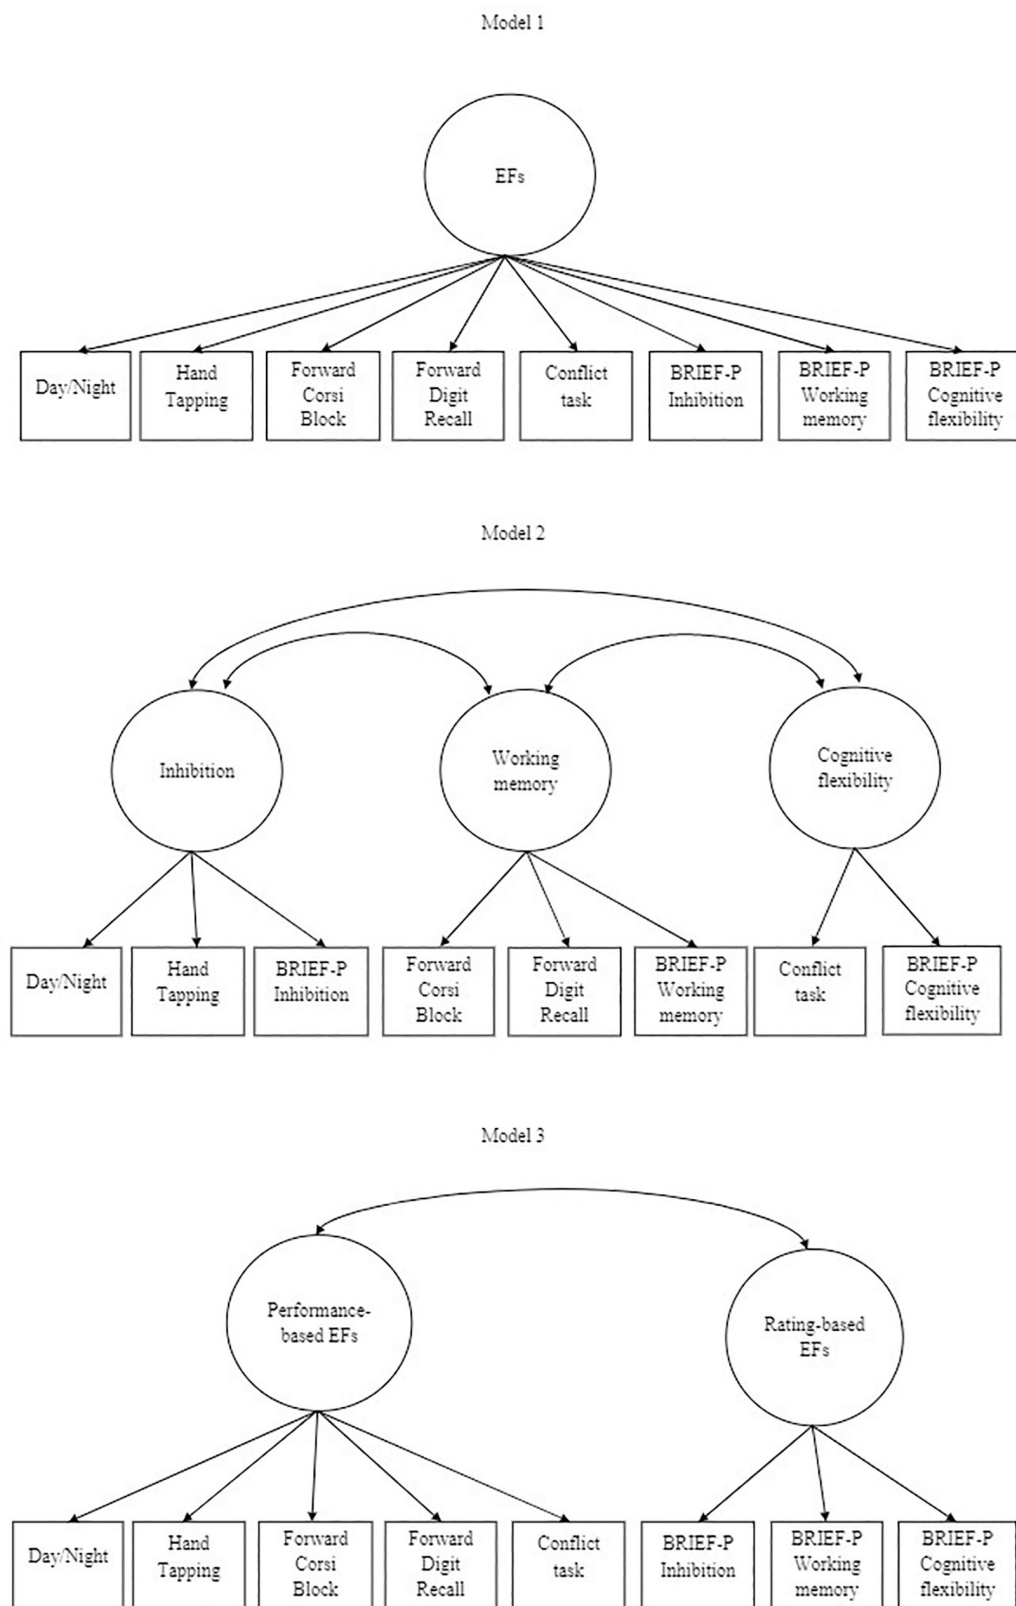 Model 1
EFs
Day/Night
Hand
Tapping
Forward
Corsi
Block
Forward
Digit
Recall
Conflict
task
BRIEF-P
Inhibition
BRIEF-P
Working
memory
BRIEF-P
Cognitive
flexibility
Model 2
Inhibition
Working
memory
Cognitive
flexibility
Day/Night
Hand
Tapping
BRIEF-P
Inhibition
Forward
Corsi
Block
Forward
Digit
Recall
BRIEF-P
Working
memory
Conflict
task
BRIEF-P
Cognitive
flexibility
Model 3
Performance-
based EFs
Rating-based
EFs
Day/Night
Hand
Tapping
Forward
Corsi
Block
Forward
Digit
Recall
Conflict
task
BRIEF-P
Inhibition
BRIEF-P
Working
memory
BRIEF-P
Cognitive
flexibility